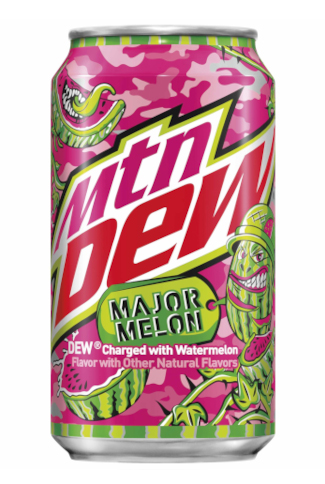 Mtn
DEW
MAJOR
MELON
DEW® Charged with Watermelon
Flavor with Other Natural Flavors